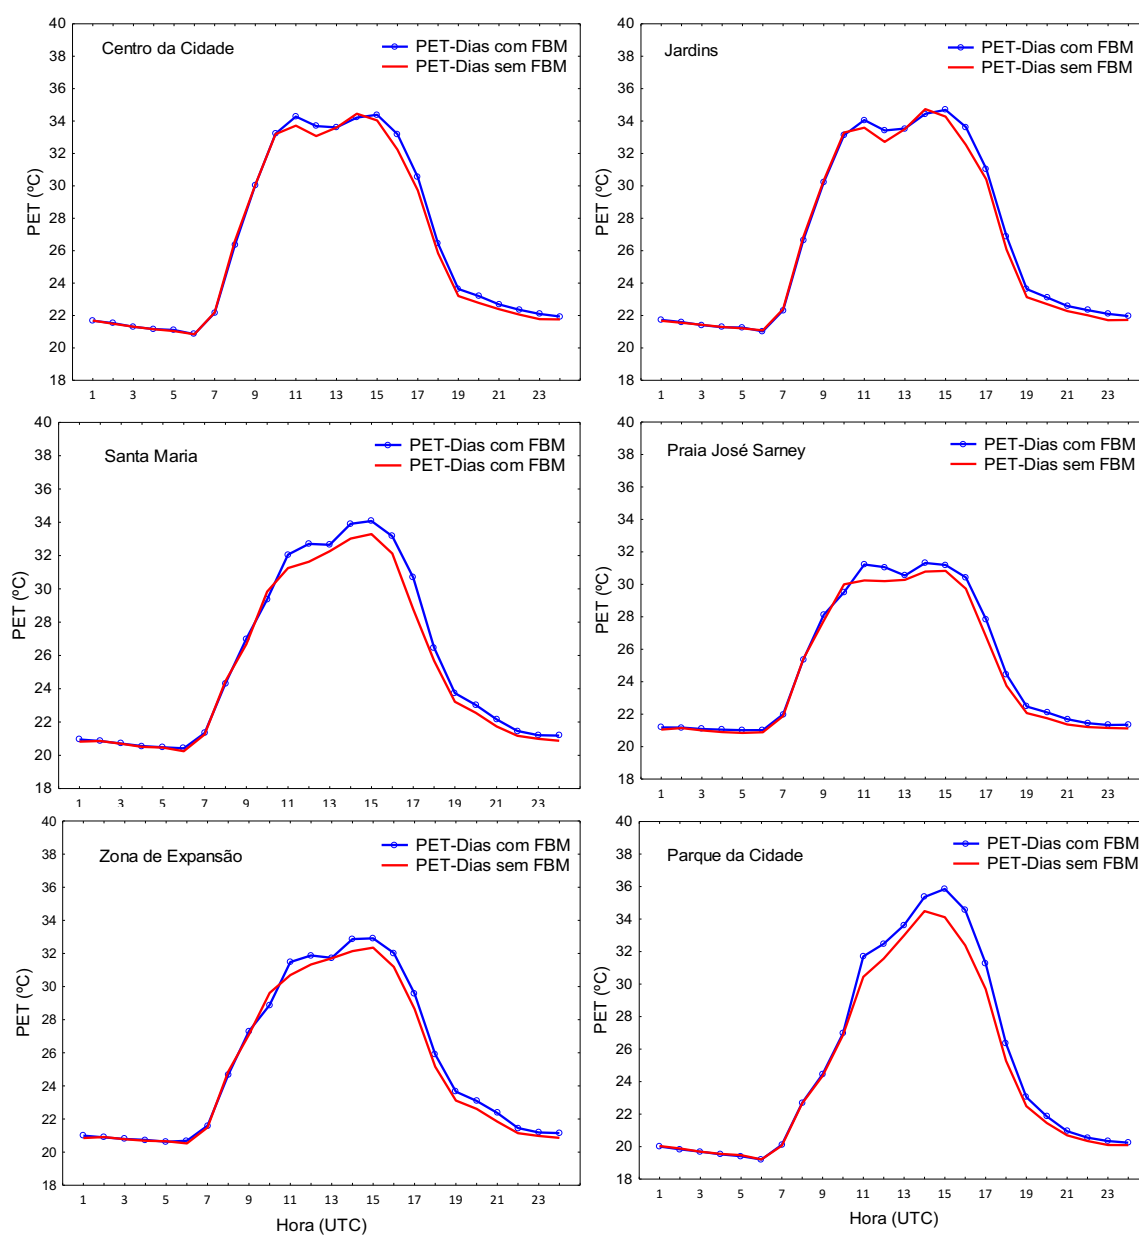 Centro da Cidade
PET-Dias com FBM
PET-Dias sem FBM
PET (ºC)
40
38
36
34
32
30
28
26
24
22
20
18
1 3 5 7 9 11 13 15 17 19 21 23
Jardins
PET-Dias com FBM
PET-Dias sem FBM
PET (ºC)
40
38
36
34
32
30
28
26
24
22
20
18
1 3 5 7 9 11 13 15 17 19 21 23
Santa Maria
PET-Dias com FBM
PET-Dias com FBM
PET (ºC)
40
38
36
34
32
30
28
26
24
22
20
18
1 3 5 7 9 11 13 15 17 19 21 23
Praia José Sarney
PET-Dias com FBM
PET-Dias sem FBM
PET (ºC)
40
38
36
34
32
30
28
26
24
22
20
18
1 3 5 7 9 11 13 15 17 19 21 23
Zona de Expansão
PET-Dias com FBM
PET-Dias sem FBM
PET (ºC)
40
38
36
34
32
30
28
26
24
22
20
18
1 3 5 7 9 11 13 15 17 19 21 23
Hora (UTC)
Parque da Cidade
PET-Dias com FBM
PET-Dias sem FBM
PET (ºC)
40
38
36
34
32
30
28
26
24
22
20
18
1 3 5 7 9 11 13 15 17 19 21 23
Hora (UTC)